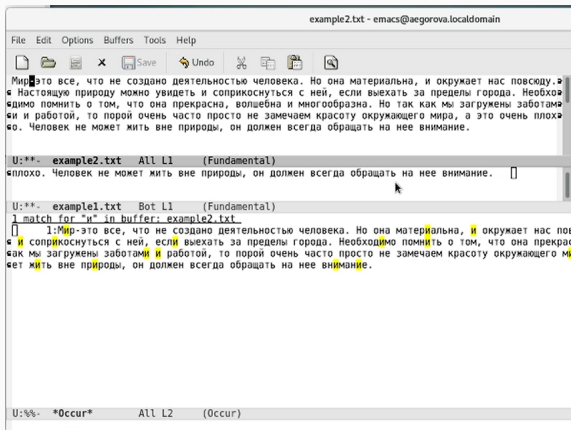 example2.txt - emacs@aegorova.localdomain
File Edit Options Buffers Tools Help
Save Undo
Мир-это все, что не создано деятельностью человека. Но она материальна, и окружает нас повсюду.
Настоящую природу можно увидеть и соприкоснуться с ней, если выехать за пределы города. Необхо
димо помнить о том, что она прекрасна, волшебна и многообразна. Но так как мы загружены заботам
и и работой, то порой очень часто просто не замечаем красоту окружающего мира, а это очень плох
о. Человек не может жить вне природы, он должен всегда обращать на нее внимание.
U:**- example2.txt All L1 (Fundamental)
плохо. Человек не может жить вне природы, он должен всегда обращать на нее внимание.
U:**- example1.txt Bot L1 (Fundamental)
1 match for "и" in buffer: example2.txt
1:Мир-это все, что не создано деятельностью человека. Но она материальна, и окружает нас пов
и соприкоснуться с ней, если выехать за пределы города. Необходимо помнить о том, что она прекрас
ак мы загружены заботами и работой, то порой очень часто просто не замечаем красоту окружающего м
ет жить вне природы, он должен всегда обращать на нее внимание.
U:%%- *Occur* All L2 (Occur)